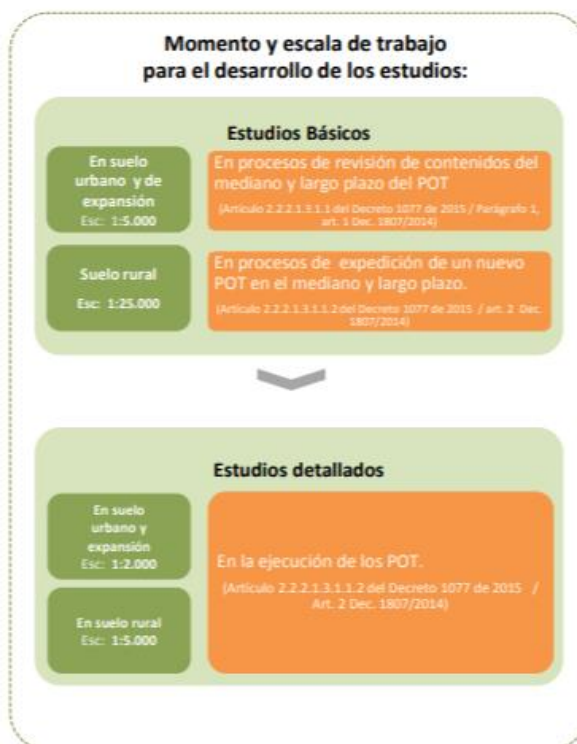 Momento y escala de trabajo
para el desarrollo de los estudios:
Estudios Básicos
En suelo
urbano y de
expansión
Esc: 1:5.000
En procesos de revisión de contenidos del
mediano y largo plazo del POT
(Artículo 2.2.2.1.3.1.1 del Decreto 1077 de 2015 / Parágrafo 1,
art. 1 Dec. 1807/2014)
Suelo rural
Esc: 1:25.000
En procesos de expedición de un nuevo
POT en el mediano y largo plazo.
(Artículo 2.2.2.1.3.1.1.2 del Decreto 1077 de 2015 / art. 2 Dec.
1807/2014)
Estudios detallados
En suelo
urbano y
expansión
Esc: 1:2.000
En suelo rural
Esc: 1:5.000
En la ejecución de los POT.
(Artículo 2.2.2.1.3.1.1.2 del Decreto 1077 de 2015 /
Art. 2 Dec. 1807/2014)